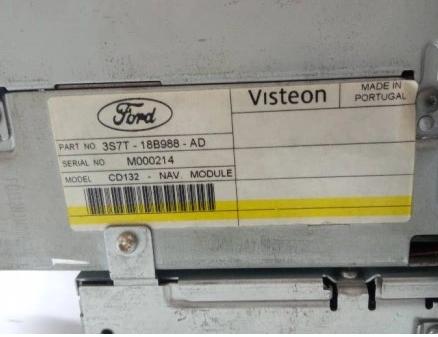 Ford
Visteon
MADE IN
PORTUGAL
PART NO. 3S7T - 18B988 - AD
SERIAL NO M000214
MODEL CD132 - NAV. MODULE